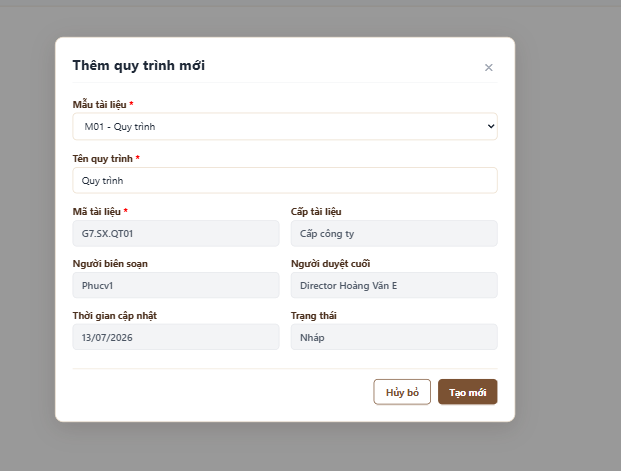 Thêm quy trình mới ×
Mẫu tài liệu *
M01 - Quy trình
Tên quy trình *
Quy trình
Mã tài liệu * Cấp tài liệu
G7.SX.QT01 Cấp công ty
Người biên soạn Người duyệt cuối
Phucv1 Director Hoàng Văn E
Thời gian cập nhật Trạng thái
13/07/2026 Nháp
Hủy bỏ Tạo mới